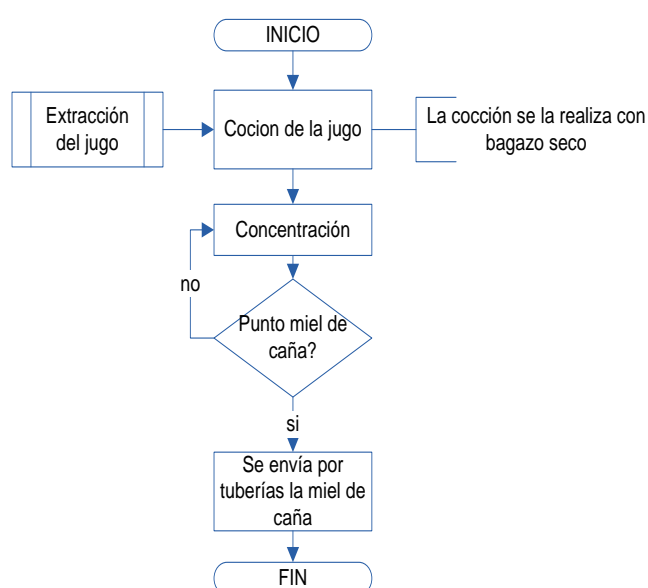 INICIO
Extracción
del jugo
Cocion de la jugo
La cocción se la realiza con
bagazo seco
Concentración
no
Punto miel de
caña?
si
Se envía por
tuberías la miel de
caña
FIN